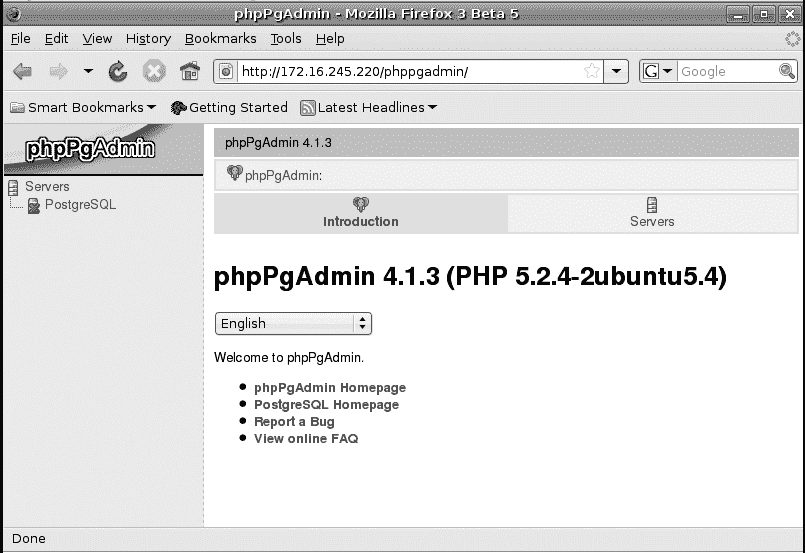 phpPgAdmin - Mozilla Firefox 3 Beta 5
File Edit View History Bookmarks Tools Help
http://172.16.245.220/phppgadmin/
G Google
Smart Bookmarks Getting Started Latest Headlines
phpPgAdmin
Servers
PostgreSQL
phpPgAdmin 4.1.3
phpPgAdmin:
Introduction Servers
phpPgAdmin 4.1.3 (PHP 5.2.4-2ubuntu5.4)
English
Welcome to phpPgAdmin.
phpPgAdmin Homepage
PostgreSQL Homepage
Report a Bug
View online FAQ
Done